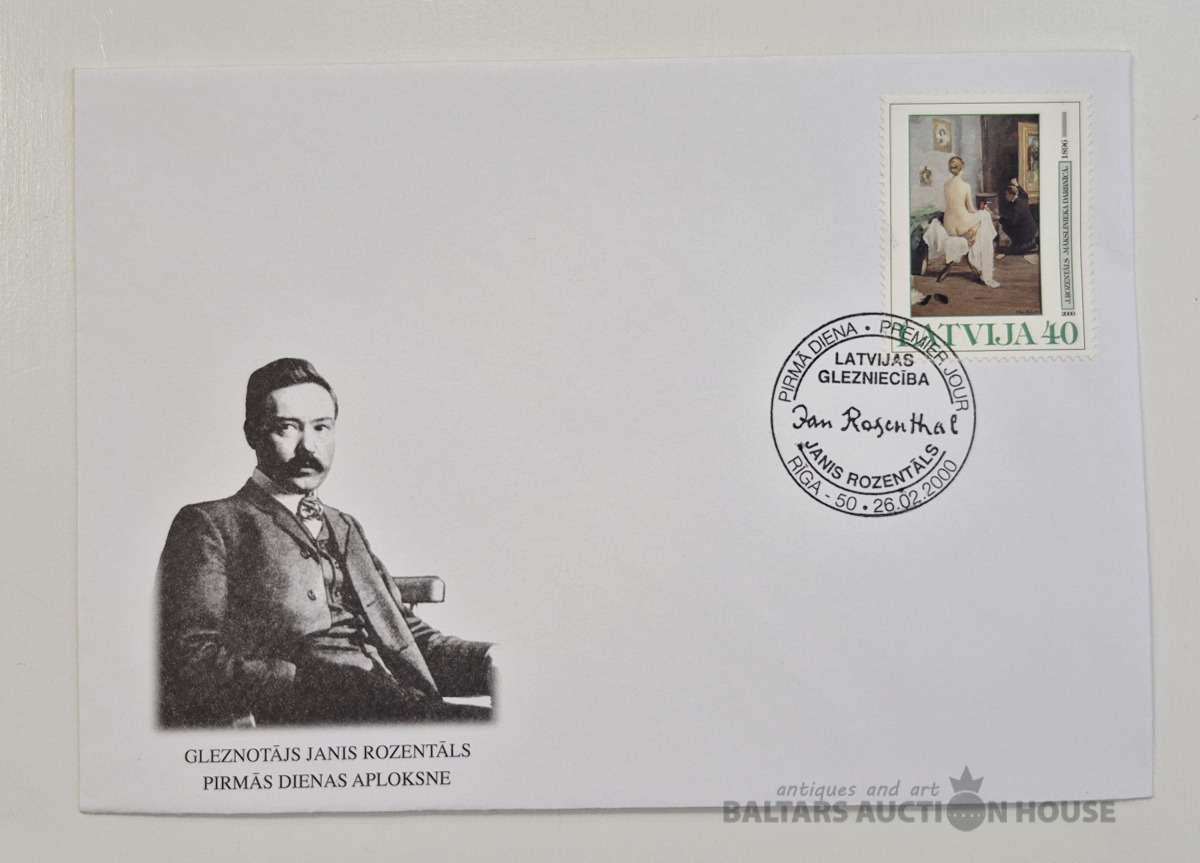 J.ROZENTĀLS "MĀKSLINIEKA DARBNĪCĀ" 1896
2000
LATVIJA 40
PIRMĀ DIENA • PREMIER JOUR
LATVIJAS
GLEZNIECĪBA
Jan Rosenthal
JANIS ROZENTĀLS
RĪGA - 50 • 26.02.2000
GLEZNOTĀJS JANIS ROZENTĀLS
PIRMĀS DIENAS APLOKSNE
antiques and art
BALTARS AUCTION HOUSE